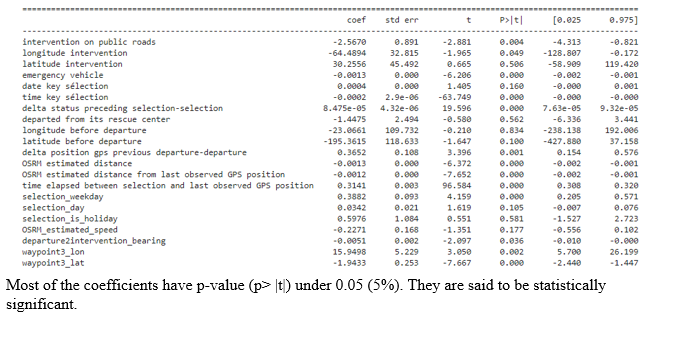 coef std err t P>|t| [0.025 0.975]
intervention on public roads -2.5670 0.891 -2.881 0.004 -4.313 -0.821
longitude intervention -64.4894 32.815 -1.965 0.049 -128.807 -0.172
latitude intervention 30.2556 45.492 0.665 0.506 -58.909 119.420
emergency vehicle -0.0013 0.000 -6.206 0.000 -0.002 -0.001
date key sélection 0.0004 0.000 1.405 0.160 -0.000 0.001
time key sélection -0.0002 2.9e-06 -63.749 0.000 -0.000 -0.000
delta status preceding selection-selection 8.475e-05 4.32e-06 19.596 0.000 7.63e-05 9.32e-05
departed from its rescue center -1.4475 2.494 -0.580 0.562 -6.336 3.441
longitude before departure -23.0661 109.732 -0.210 0.834 -238.138 192.006
latitude before departure -195.3615 118.633 -1.647 0.100 -427.880 37.158
delta position gps previous departure-departure 0.3652 0.108 3.396 0.001 0.154 0.576
OSRM estimated distance -0.0013 0.000 -6.372 0.000 -0.002 -0.001
OSRM estimated distance from last observed GPS position -0.0012 0.000 -7.652 0.000 -0.002 -0.001
time elapsed between selection and last observed GPS position 0.3141 0.003 96.584 0.000 0.308 0.320
selection_weekday 0.3882 0.093 4.159 0.000 0.205 0.571
selection_day 0.0342 0.021 1.619 0.105 -0.007 0.076
selection_is_holiday 0.5976 1.084 0.551 0.581 -1.527 2.723
OSRM_estimated_speed -0.2271 0.168 -1.351 0.177 -0.556 0.102
departure2intervention_bearing -0.0051 0.002 -2.097 0.036 -0.010 -0.000
waypoint3_lon 15.9498 5.229 3.050 0.002 5.700 26.199
waypoint3_lat -1.9433 0.253 -7.667 0.000 -2.440 -1.447
Most of the coefficients have p-value (p> |t|) under 0.05 (5%). They are said to be statistically
significant.